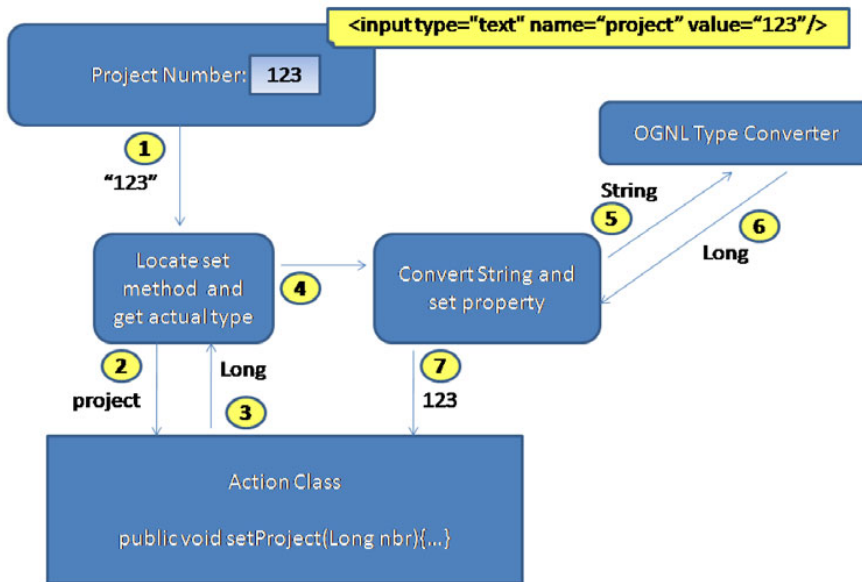 <input type="text" name=“project” value=“123”/>
Project Number: 123
OGNL Type Converter
1
“123”
String
5
6
Long
Locate set
method and
get actual type
4
Convert String and
set property
2
project
Long
3
7
123
Action Class
public void setProject(Long nbr){...}